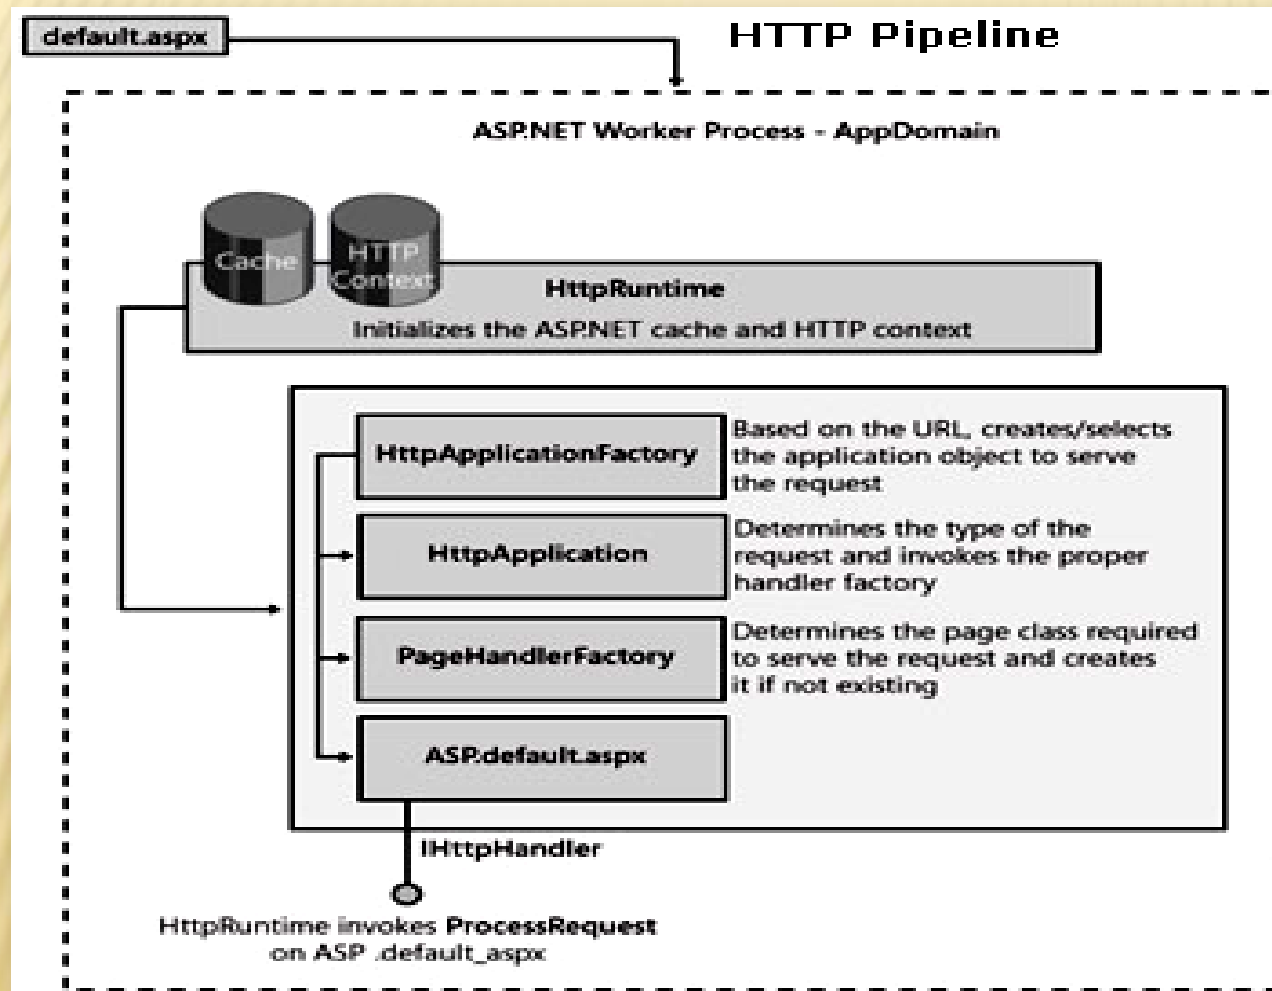 default.aspx
HTTP Pipeline
ASP.NET Worker Process - AppDomain
Cache
HTTP
Context
HttpRuntime
Initializes the ASP.NET cache and HTTP context
HttpApplicationFactory
Based on the URL, creates/selects
the application object to serve
the request
HttpApplication
Determines the type of the
request and invokes the proper
handler factory
PageHandlerFactory
Determines the page class required
to serve the request and creates
it if not existing
ASP.default.aspx
IHttpHandler
HttpRuntime invokes ProcessRequest
on ASP .default_aspx